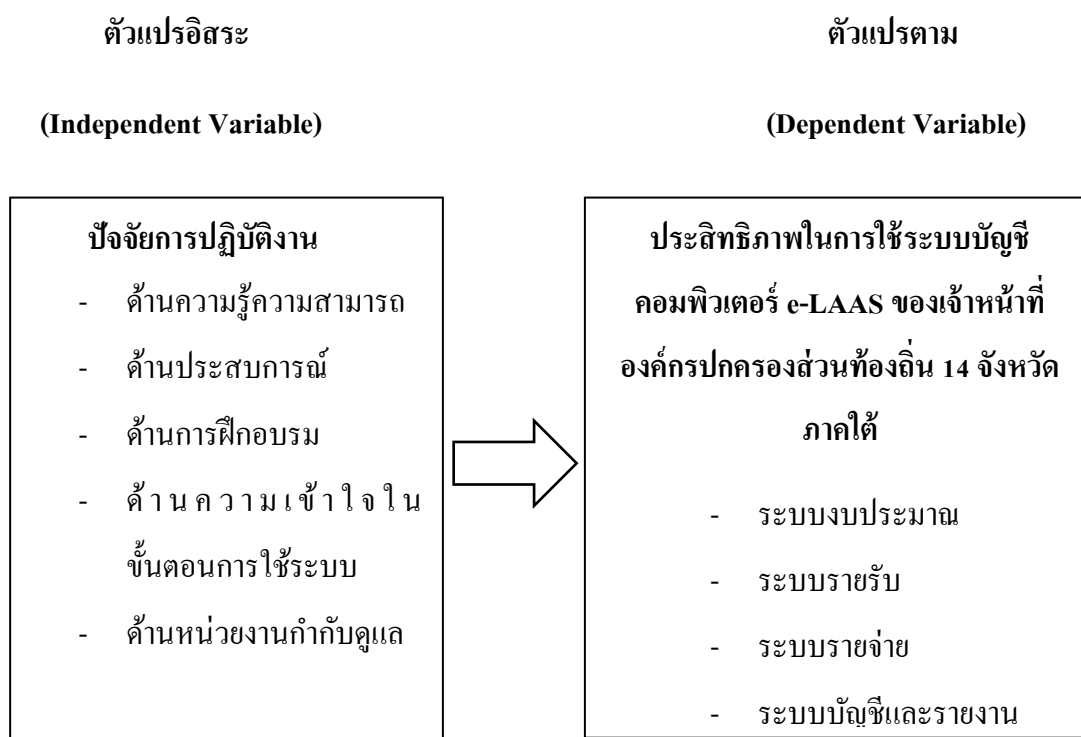 ตัวแปรอิสระ
(Independent Variable)
ปัจจัยการปฏิบัติงาน
- ด้านความรู้ความสามารถ
- ด้านประสบการณ์
- ด้านการฝึกอบรม
- ด้านความเข้าใจใน
ขั้นตอนการใช้ระบบ
- ด้านหน่วยงานกำกับดูแล
ตัวแปรตาม
(Dependent Variable)
ประสิทธิภาพในการใช้ระบบบัญชี
คอมพิวเตอร์ e-LAAS ของเจ้าหน้าที่
องค์กรปกครองส่วนท้องถิ่น 14 จังหวัด
ภาคใต้
- ระบบงบประมาณ
- ระบบรายรับ
- ระบบรายจ่าย
- ระบบบัญชีและรายงาน